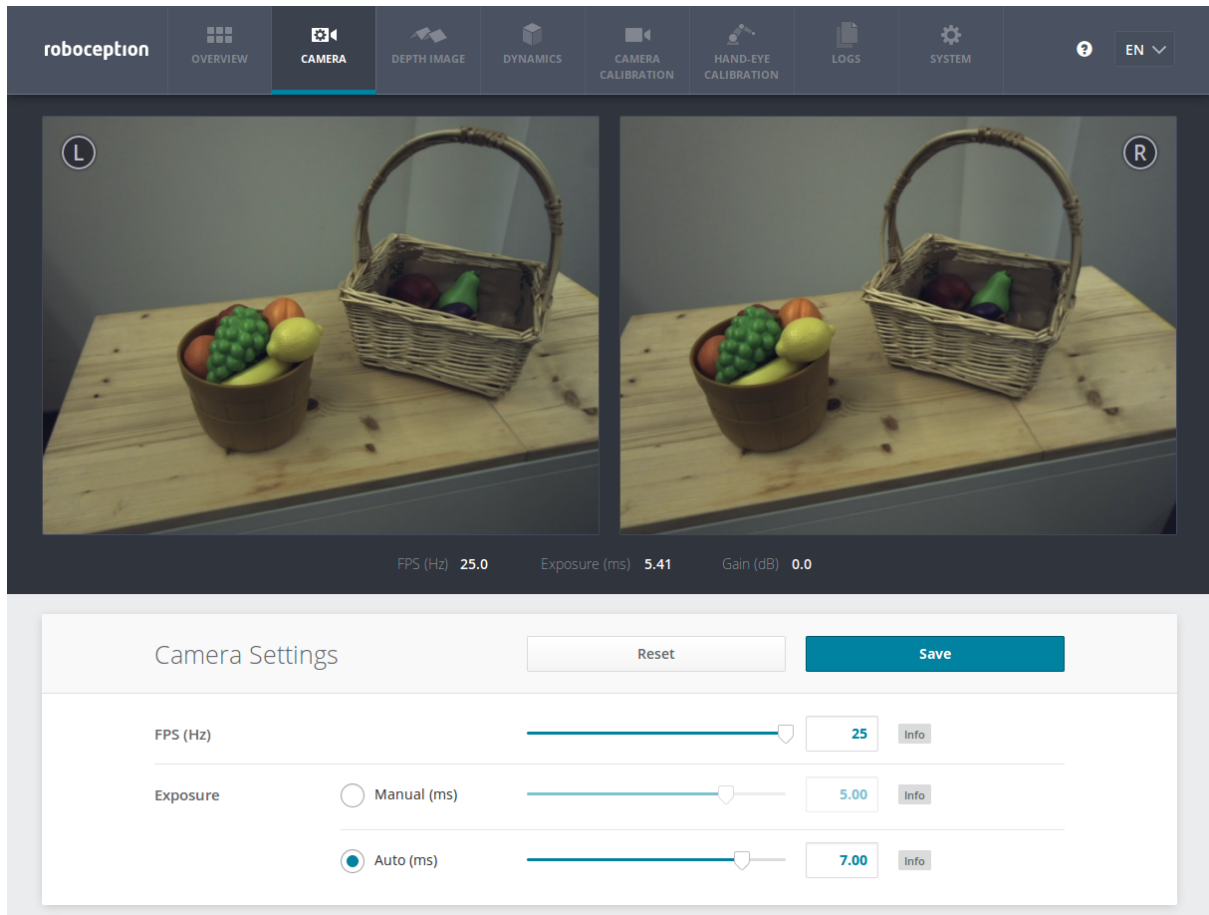 roboception
OVERVIEW
CAMERA
DEPTH IMAGE
DYNAMICS
CAMERA
CALIBRATION
HAND-EYE
CALIBRATION
LOGS
SYSTEM
?
EN
L
R
FPS (Hz) 25.0 Exposure (ms) 5.41 Gain (dB) 0.0
Camera Settings Reset Save
FPS (Hz) 25 Info
Exposure Manual (ms) 5.00 Info
Auto (ms) 7.00 Info